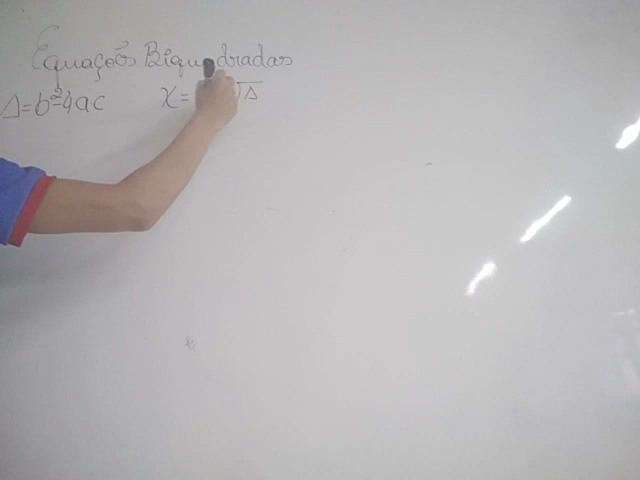 Equações Biquadradas
Δ=b²-4ac x= √Δ